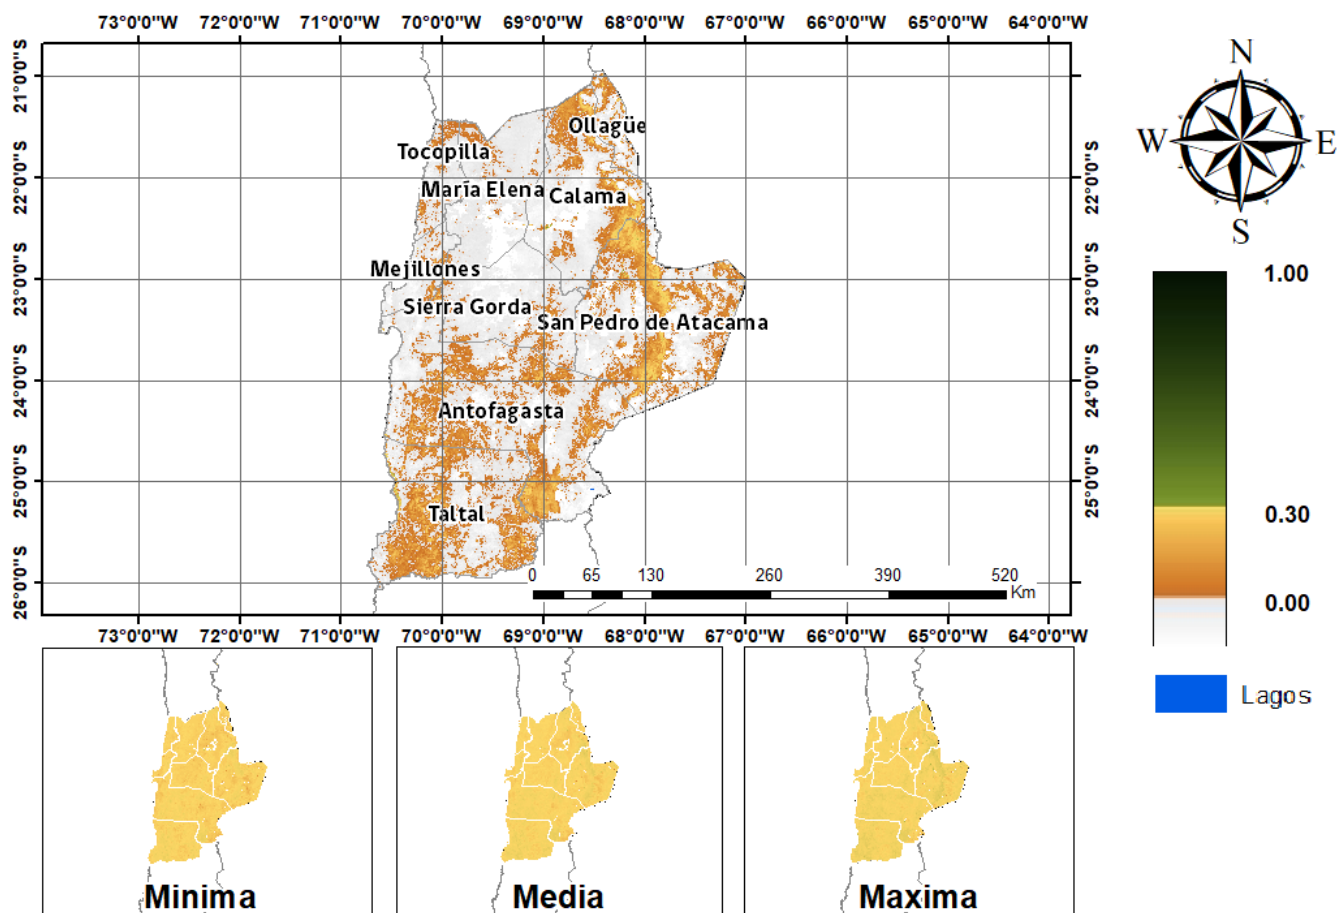 73°0'0"W 72°0'0"W 71°0'0"W 70°0'0"W 69°0'0"W 68°0'0"W 67°0'0"W 66°0'0"W 65°0'0"W 64°0'0"W
N
W E
S
21°0'0"S
22°0'0"S
23°0'0"S
24°0'0"S
25°0'0"S
26°0'0"S
22°0'0"S
23°0'0"S
24°0'0"S
25°0'0"S
Ollagüe
Tocopilla
María Elena
Calama
Mejillones
Sierra Gorda
San Pedro de Atacama
Antofagasta
Taltal
0 65 130 260 390 520
Km
73°0'0"W 72°0'0"W 71°0'0"W 70°0'0"W 69°0'0"W 68°0'0"W 67°0'0"W 66°0'0"W 65°0'0"W 64°0'0"W
1.00
0.30
0.00
Lagos
Minima
Media
Maxima